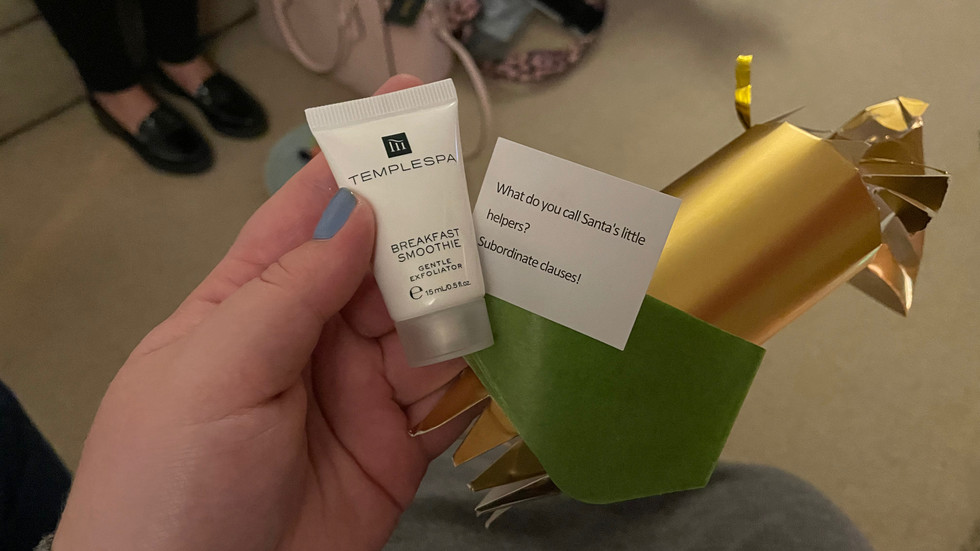 TEMPLESPA
BREAKFAST
SMOOTHIE
GENTLE
EXFOLIATOR
e 15 mL/0.5 fl.oz.
What do you call Santa's little
helpers?
Subordinate clauses!